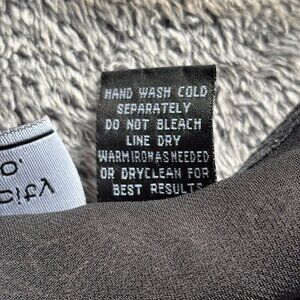 HAND WASH COLD
SEPARATELY
DO NOT BLEACH
LINE DRY
WARM IRON AS NEEDED
OR DRYCLEAN FOR
BEST RESULTS